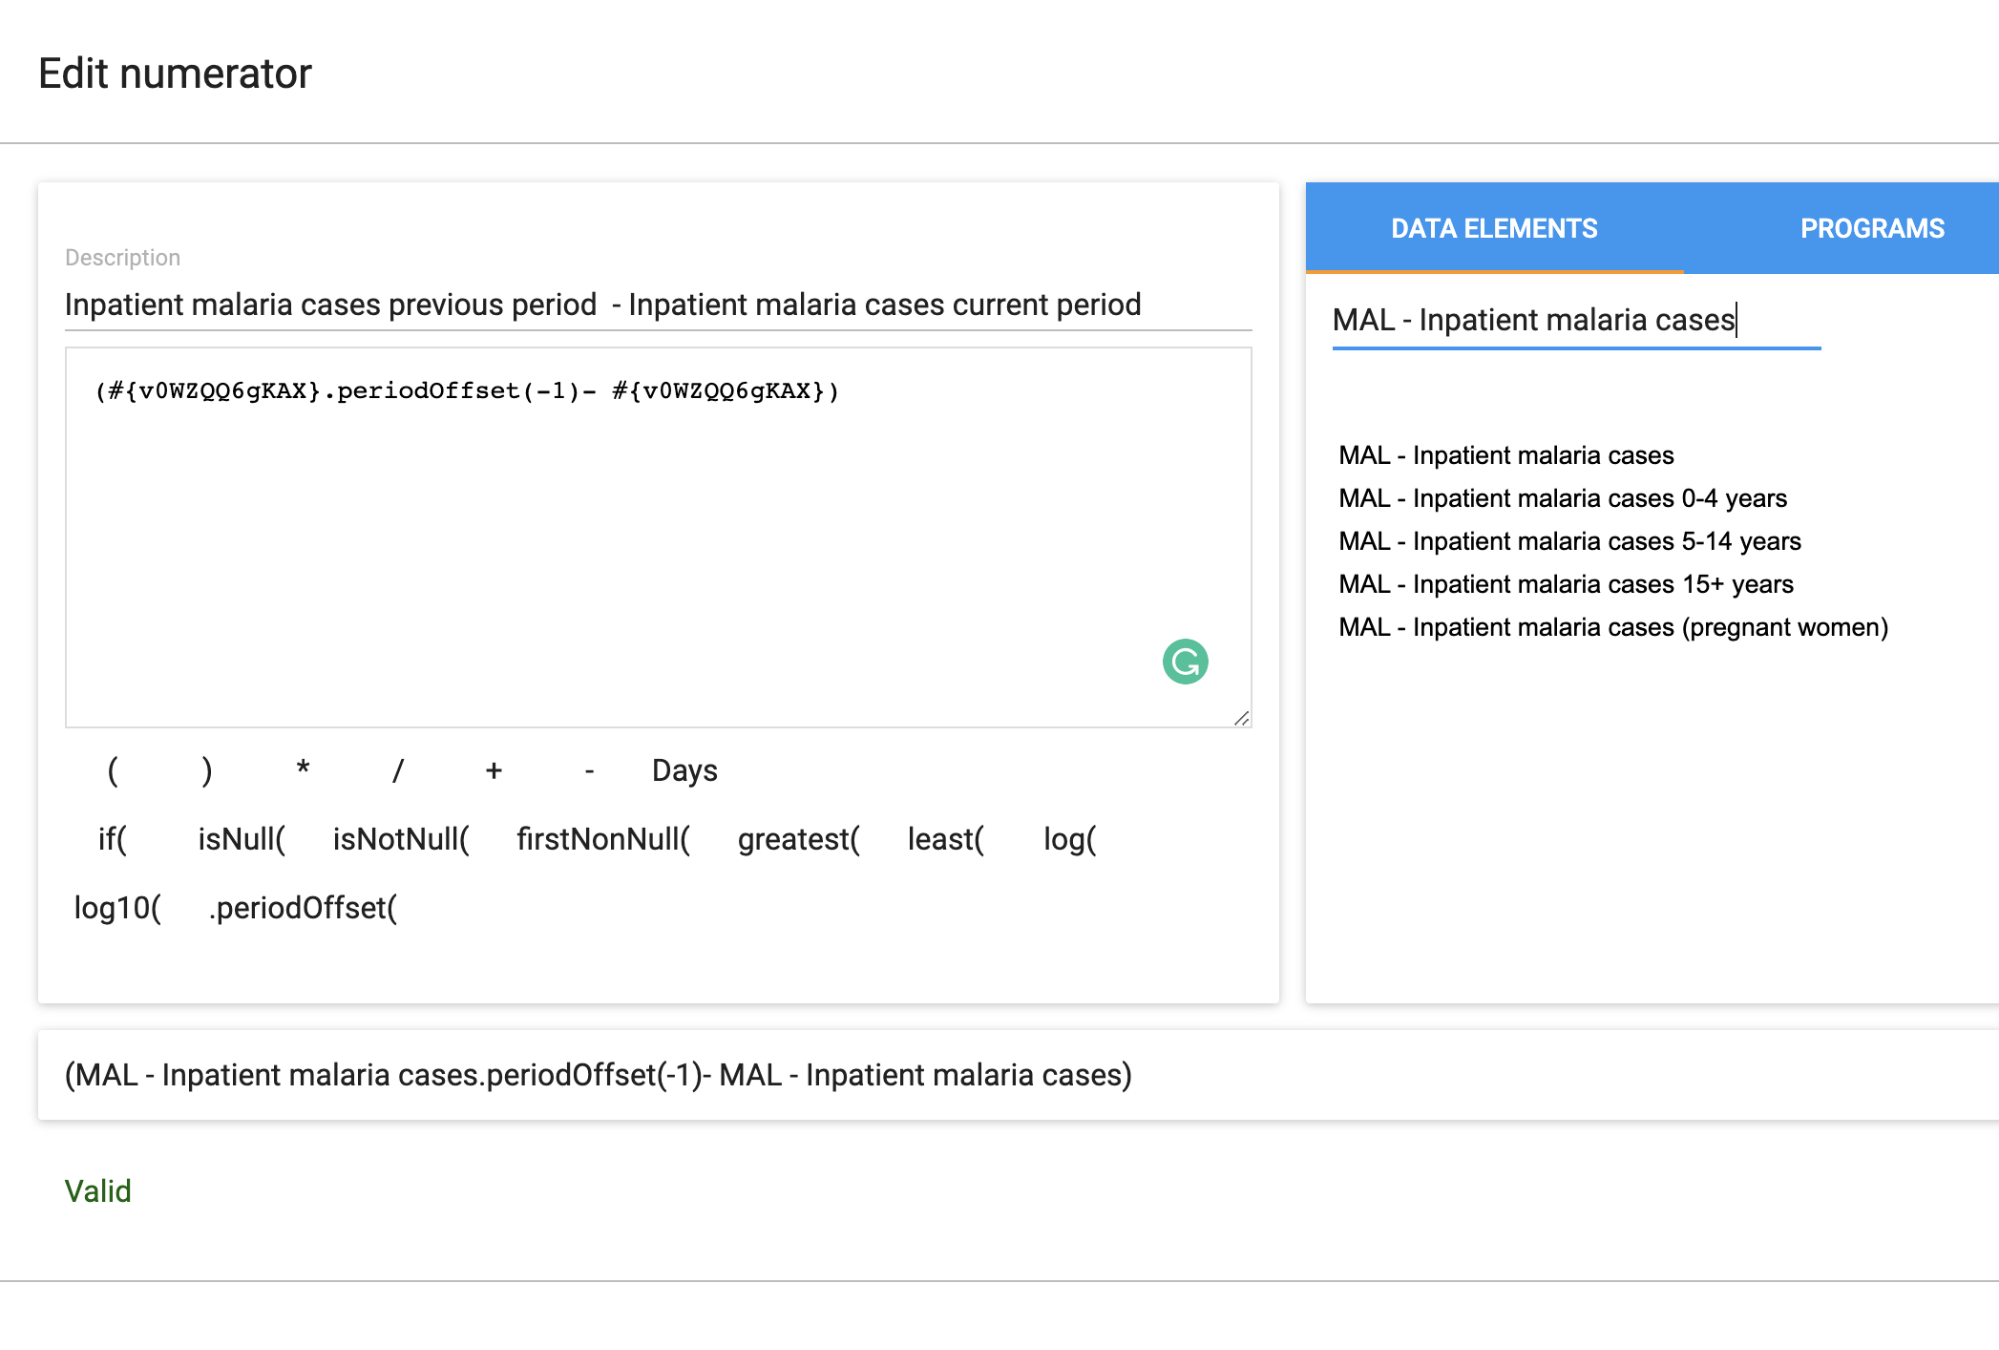 Edit numerator
Description
Inpatient malaria cases previous period  - Inpatient malaria cases current period
(#{v0WZQQ6gKAX}.periodOffset(-1)- #{v0WZQQ6gKAX})
( ) * / + - Days
if( isNull( isNotNull( firstNonNull( greatest( least( log(
log10( .periodOffset(
DATA ELEMENTS PROGRAMS
MAL - Inpatient malaria cases
MAL - Inpatient malaria cases
MAL - Inpatient malaria cases 0-4 years
MAL - Inpatient malaria cases 5-14 years
MAL - Inpatient malaria cases 15+ years
MAL - Inpatient malaria cases (pregnant women)
(MAL - Inpatient malaria cases.periodOffset(-1)- MAL - Inpatient malaria cases)
Valid